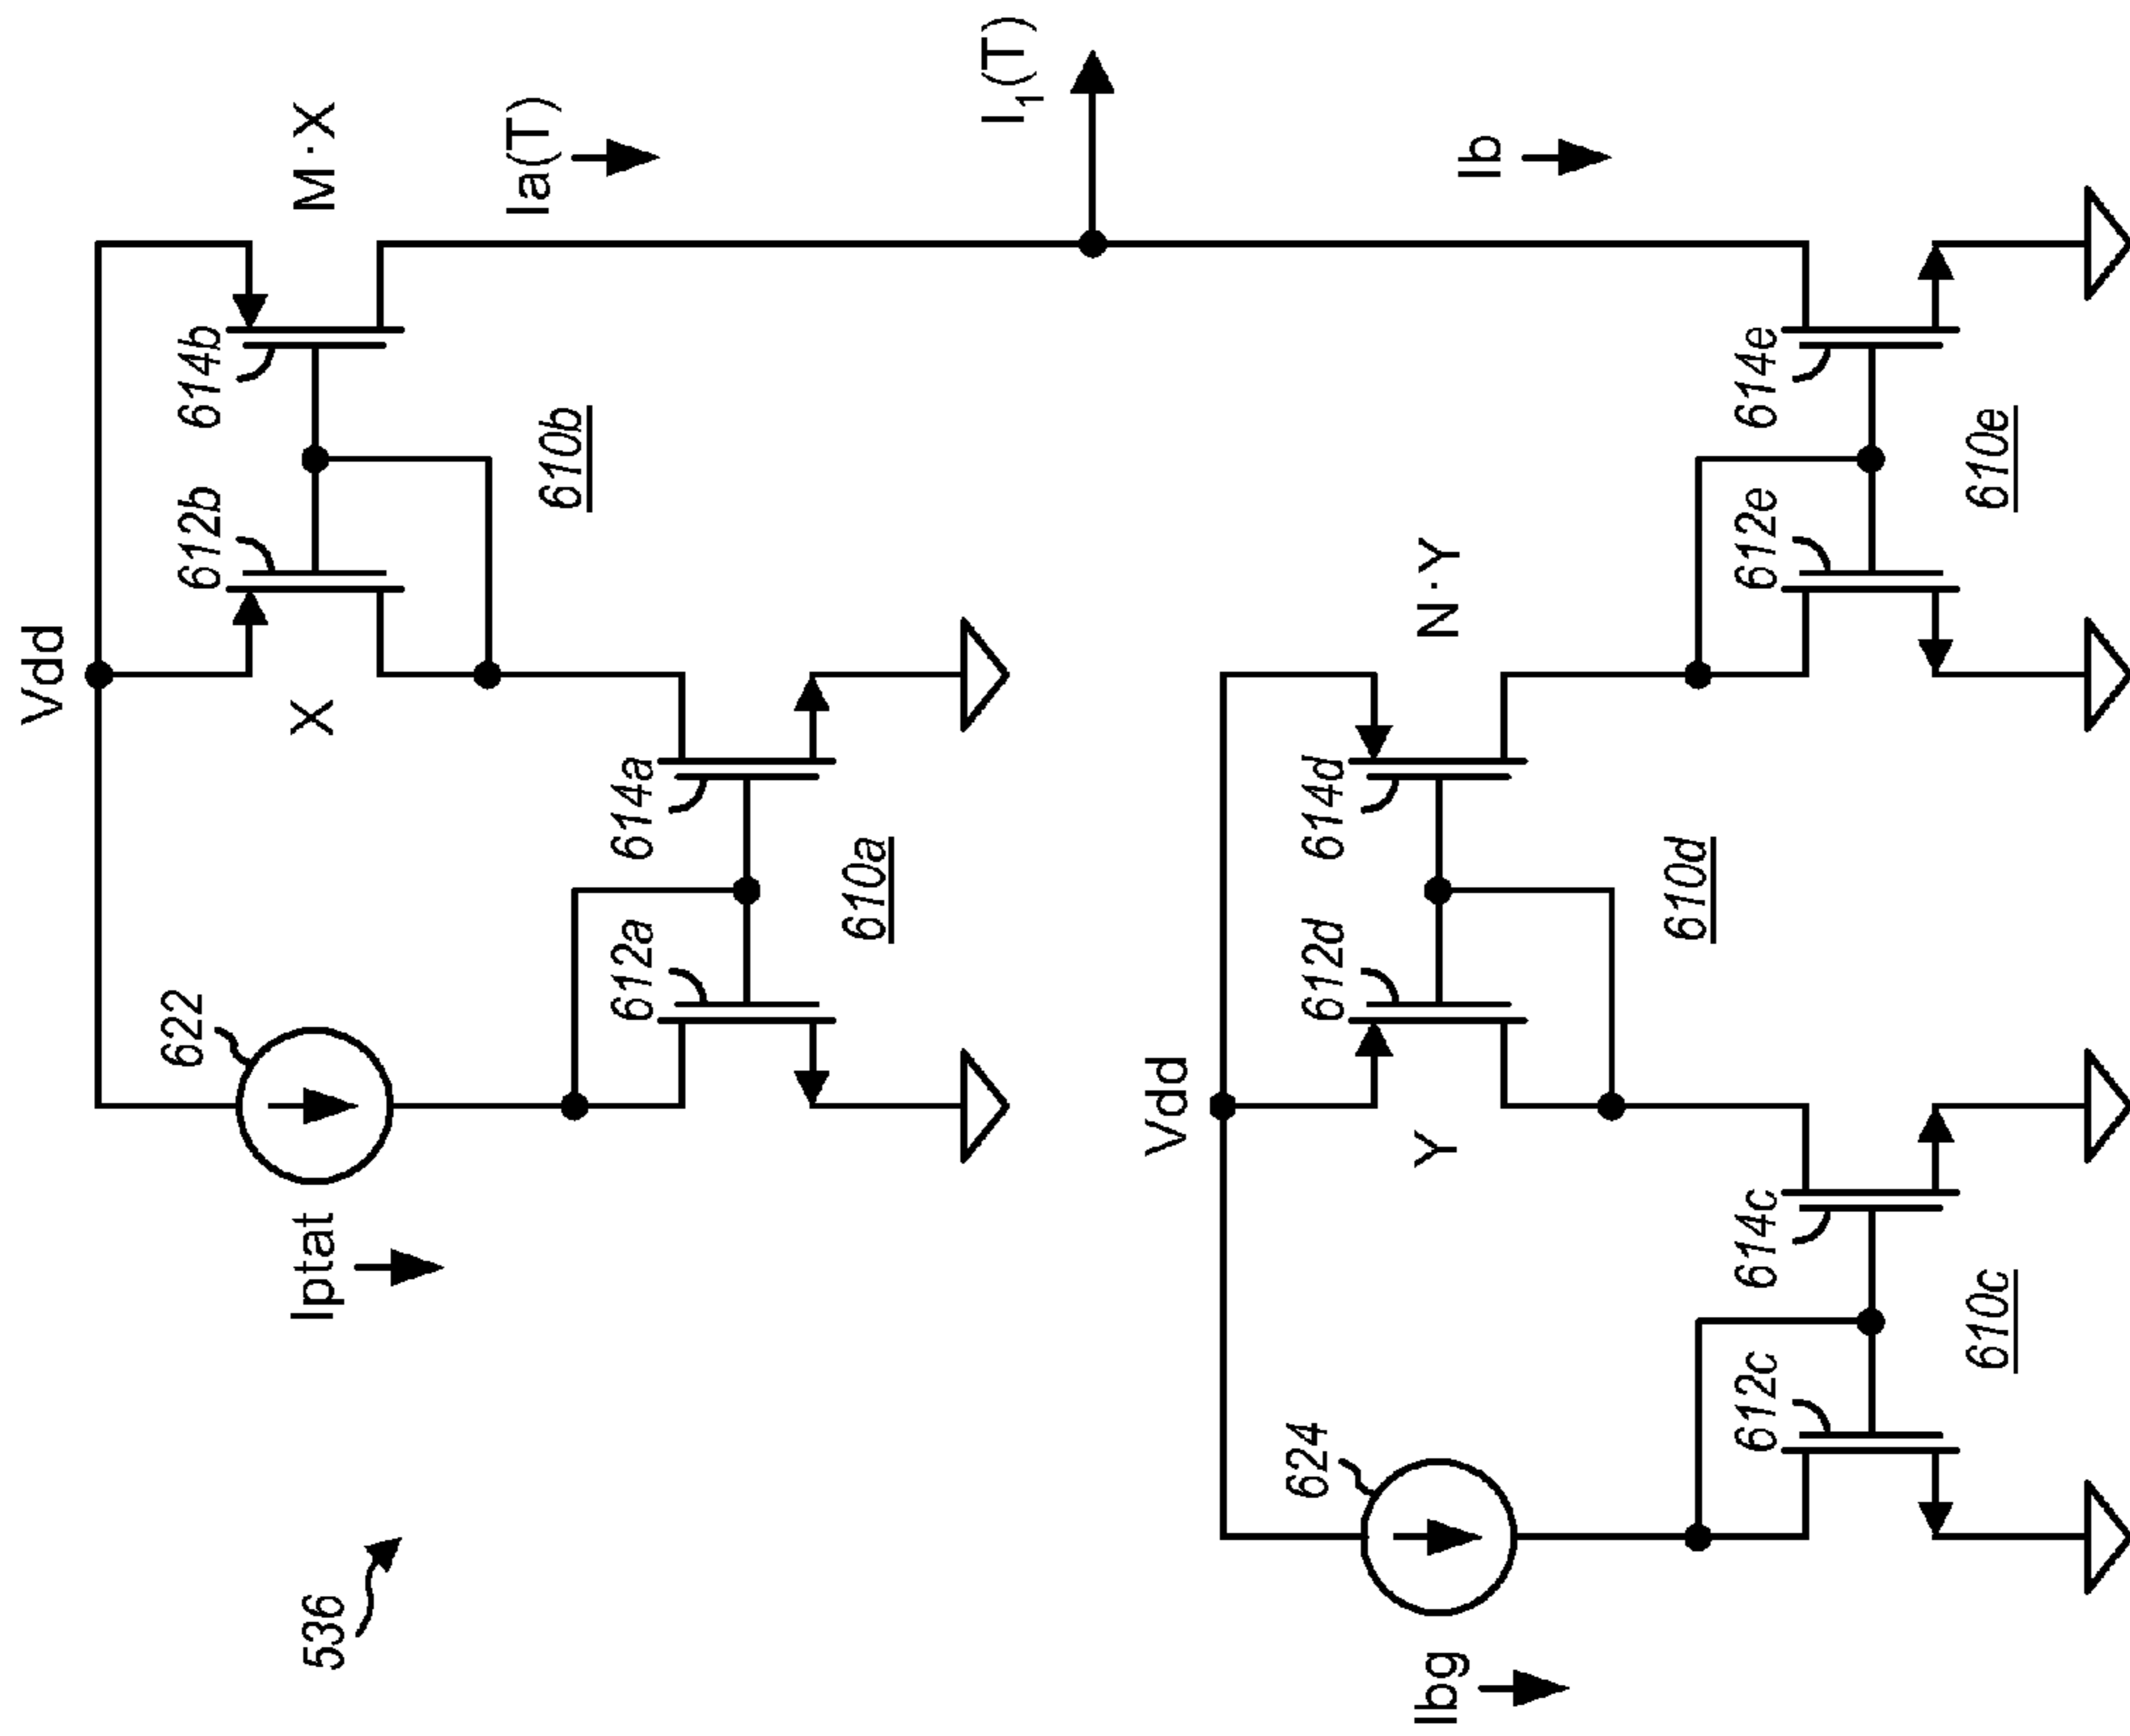 536
Vdd
622
Iptat
X
612b
614b
M·X
610b
Ia(T)
612a
614a
610a
I₁(T)
Vdd
624
Ibg
Y
612d
614d
N·Y
610d
Ib
612c
614c
610c
612e
614e
610e